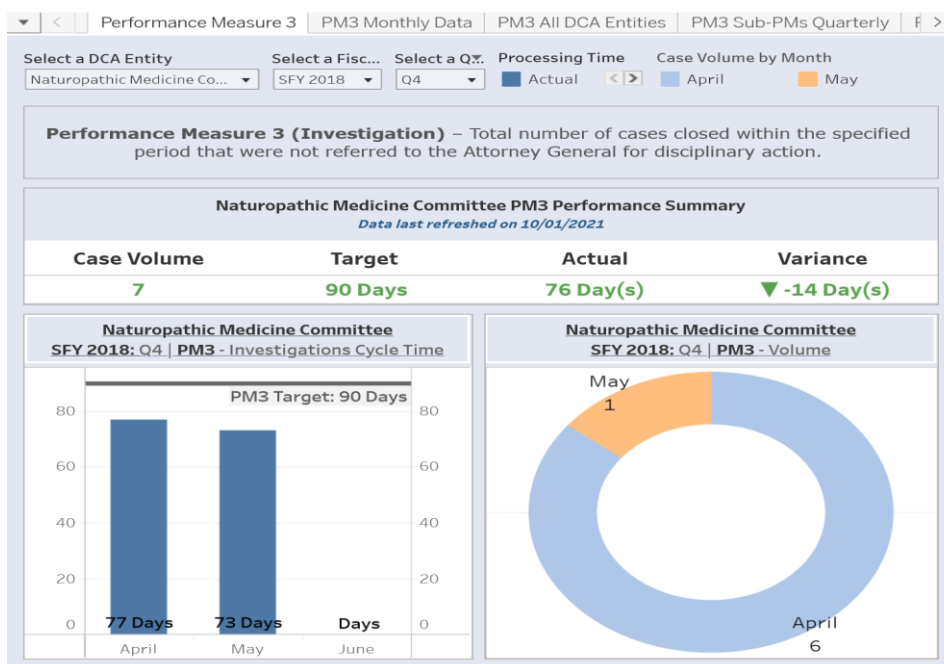 Performance Measure 3
PM3 Monthly Data
PM3 All DCA Entities
PM3 Sub-PMs Quarterly
Select a DCA Entity
Select a Fisc...
Select a Q
Processing Time
Case Volume by Month
Naturopathic Medicine Co...
SFY 2018
Q4
Actual
April
May
Performance Measure 3 (Investigation) – Total number of cases closed within the specified
period that were not referred to the Attorney General for disciplinary action.
Naturopathic Medicine Committee PM3 Performance Summary
Data last refreshed on 10/01/2021
Case Volume
Target
Actual
Variance
7
90 Days
76 Day(s)
▼ -14 Day(s)
Naturopathic Medicine Committee
SFY 2018: Q4 | PM3 - Investigations Cycle Time
PM3 Target: 90 Days
80
60
40
20
0
80
60
40
20
0
77 Days
73 Days
Days
April
May
June
Naturopathic Medicine Committee
SFY 2018: Q4 | PM3 - Volume
May
1
April
6